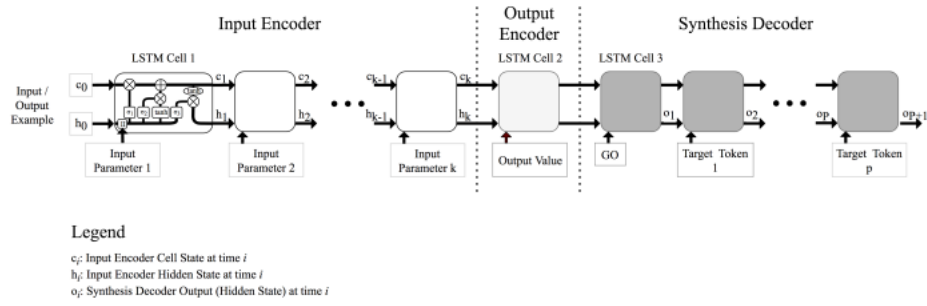 Input Encoder
Output
Encoder
Synthesis Decoder
LSTM Cell 1
LSTM Cell 2
LSTM Cell 3
Input /
Output
Example
c0
c1
c2
ck-1
ck
h0
h1
h2
hk-1
hk
o1
o2
op
op+1
Input
Parameter 1
Input
Parameter 2
Input
Parameter k
Output Value
GO
Target Token
1
Target Token
p
Legend
ci: Input Encoder Cell State at time i
hi: Input Encoder Hidden State at time i
oi: Synthesis Decoder Output (Hidden State) at time i